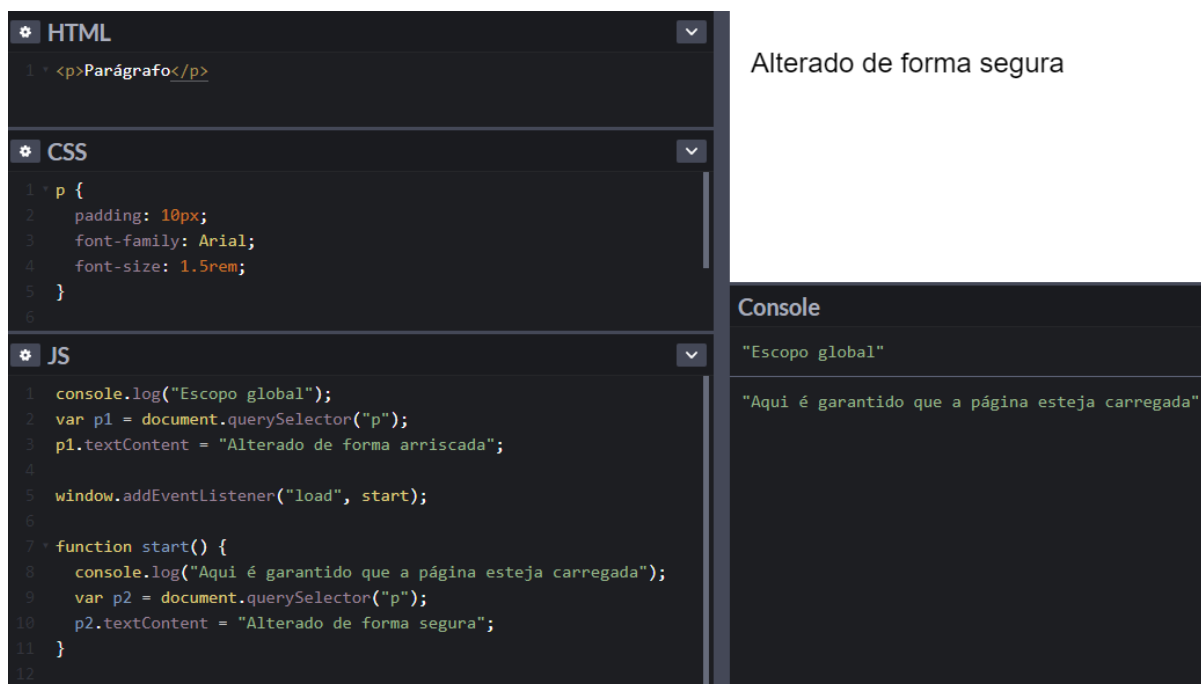 HTML
1 <p>Parágrafo</p>
CSS
1 p {
2 padding: 10px;
3 font-family: Arial;
4 font-size: 1.5rem;
5 }
6
JS
1 console.log("Escopo global");
2 var p1 = document.querySelector("p");
3 p1.textContent = "Alterado de forma arriscada";
4
5 window.addEventListener("load", start);
6
7 function start() {
8 console.log("Aqui é garantido que a página esteja carregada");
9 var p2 = document.querySelector("p");
10 p2.textContent = "Alterado de forma segura";
11 }
12
Alterado de forma segura
Console
"Escopo global"
"Aqui é garantido que a página esteja carregada"